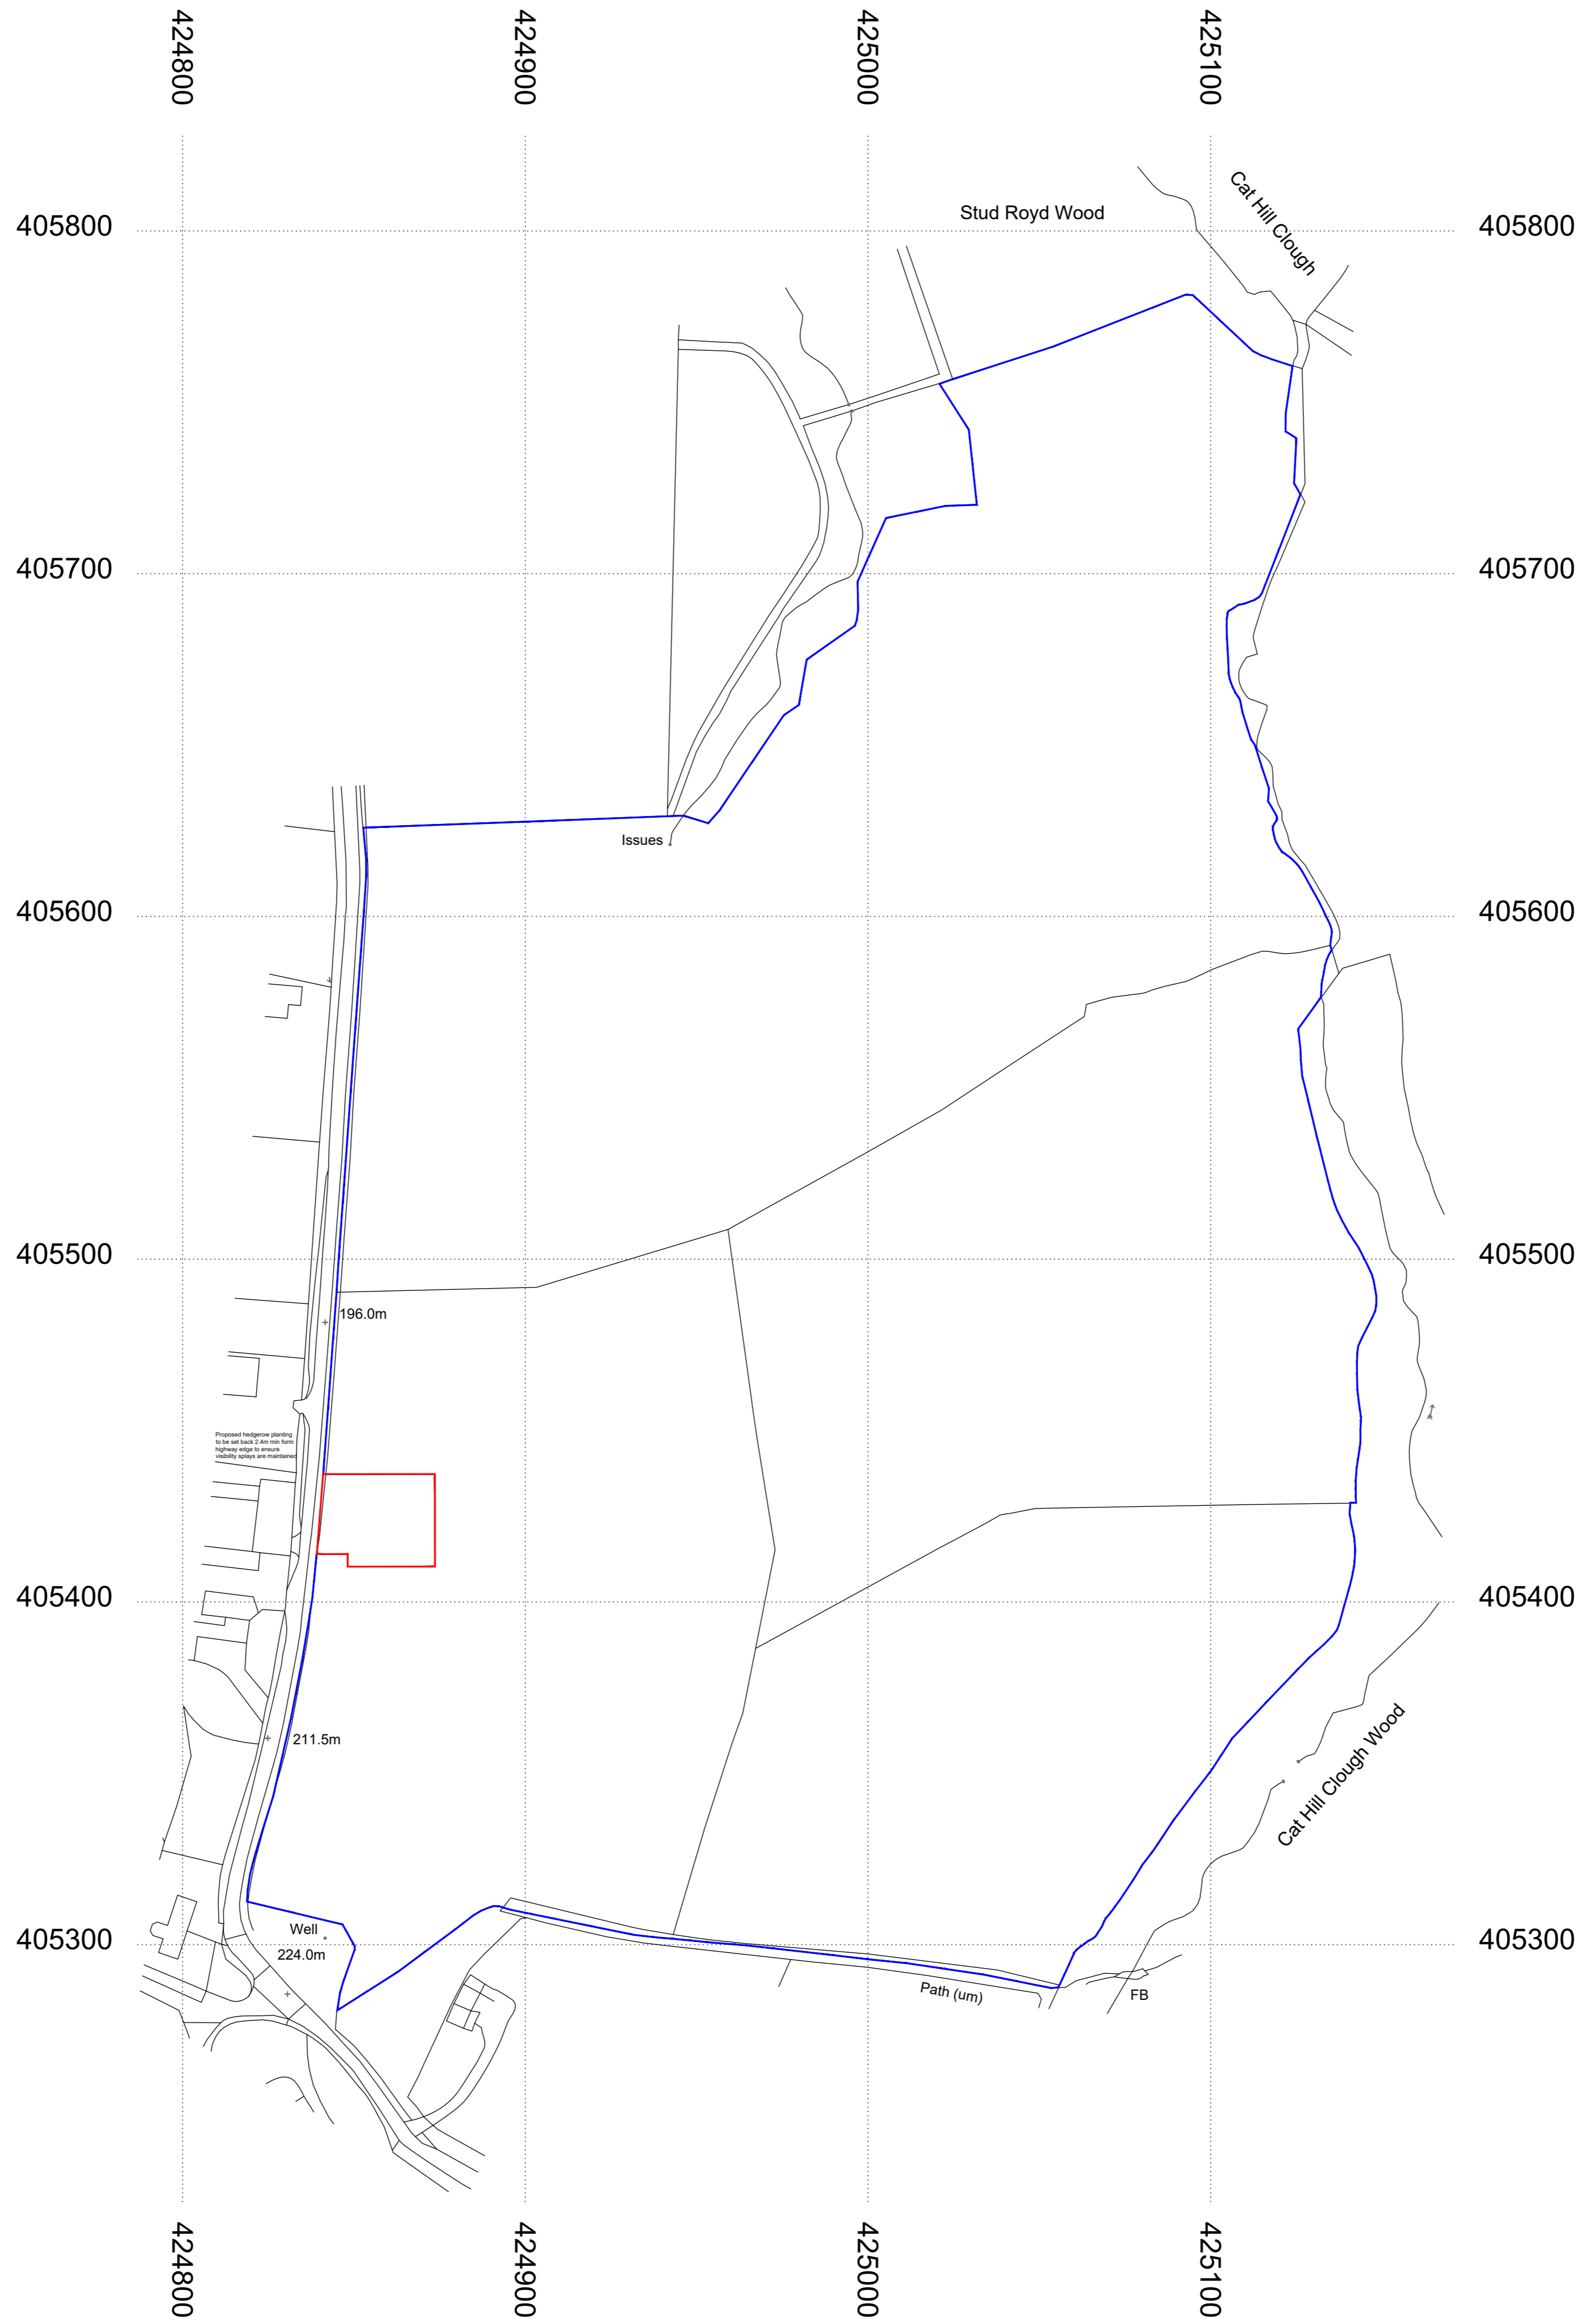 424800
424900
425000
425100
405800
Stud Royd Wood
Cat Hill Clough
405800
405700
405700
Issues
405600
405600
405500
405500
196.0m
Proposed hedgerow planting
to be set back 2.4m min form
highway edge to ensure
visibility splays are maintained
405400
405400
211.5m
Cat Hill Clough Wood
Well
405300
405300
224.0m
Path (um)
FB
424800
424900
425000
425100